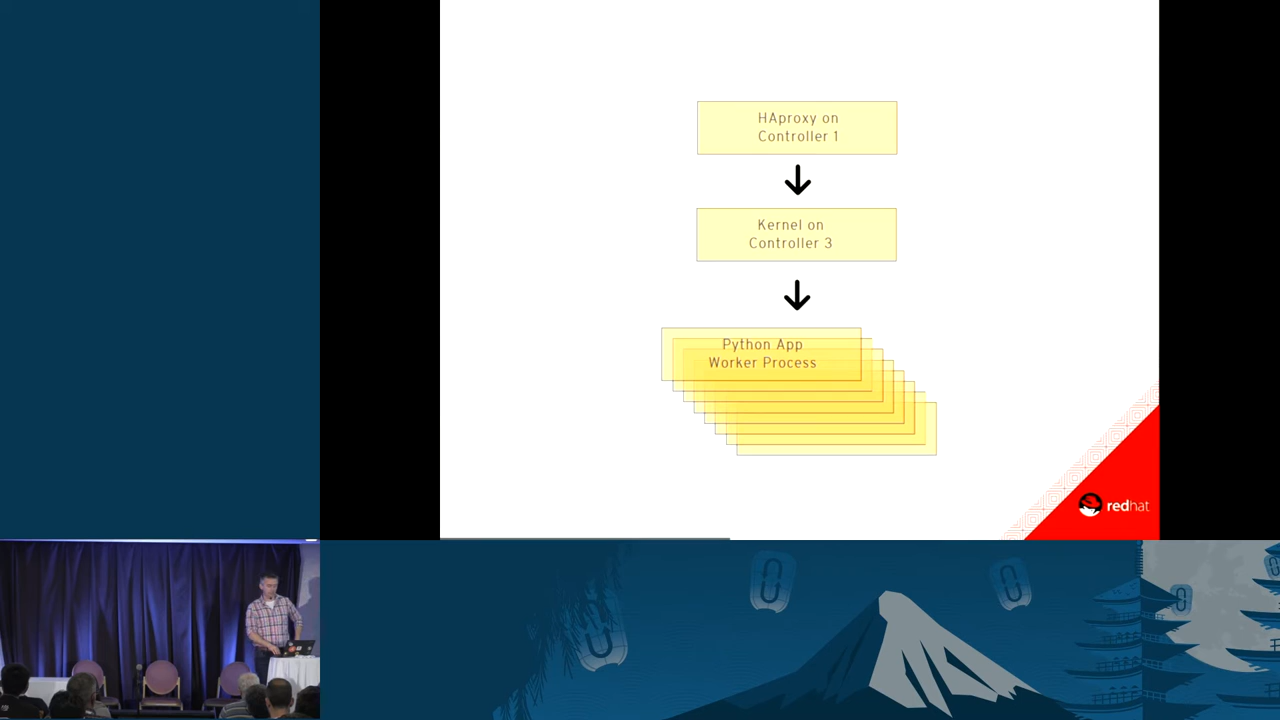 HAproxy on
Controller 1
Kernel on
Controller 3
Python App
Worker Process
redhat